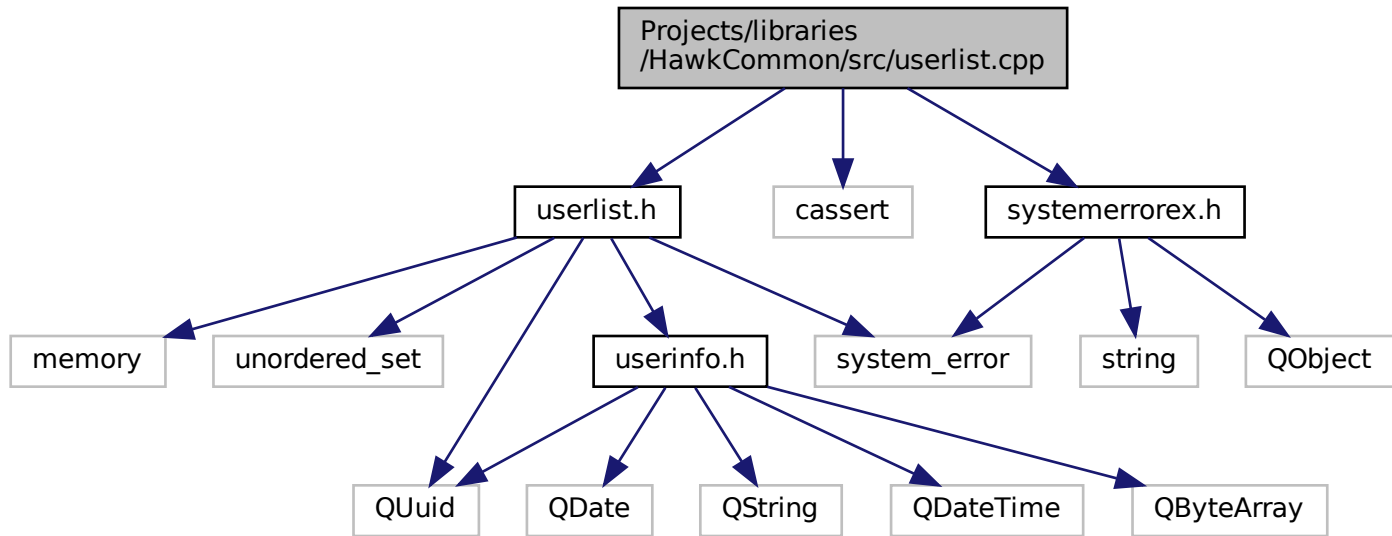 Projects/libraries
/HawkCommon/src/userlist.cpp
userlist.h
cassert
systemerrorex.h
memory
unordered_set
userinfo.h
system_error
string
QObject
QUuid
QDate
QString
QDateTime
QByteArray